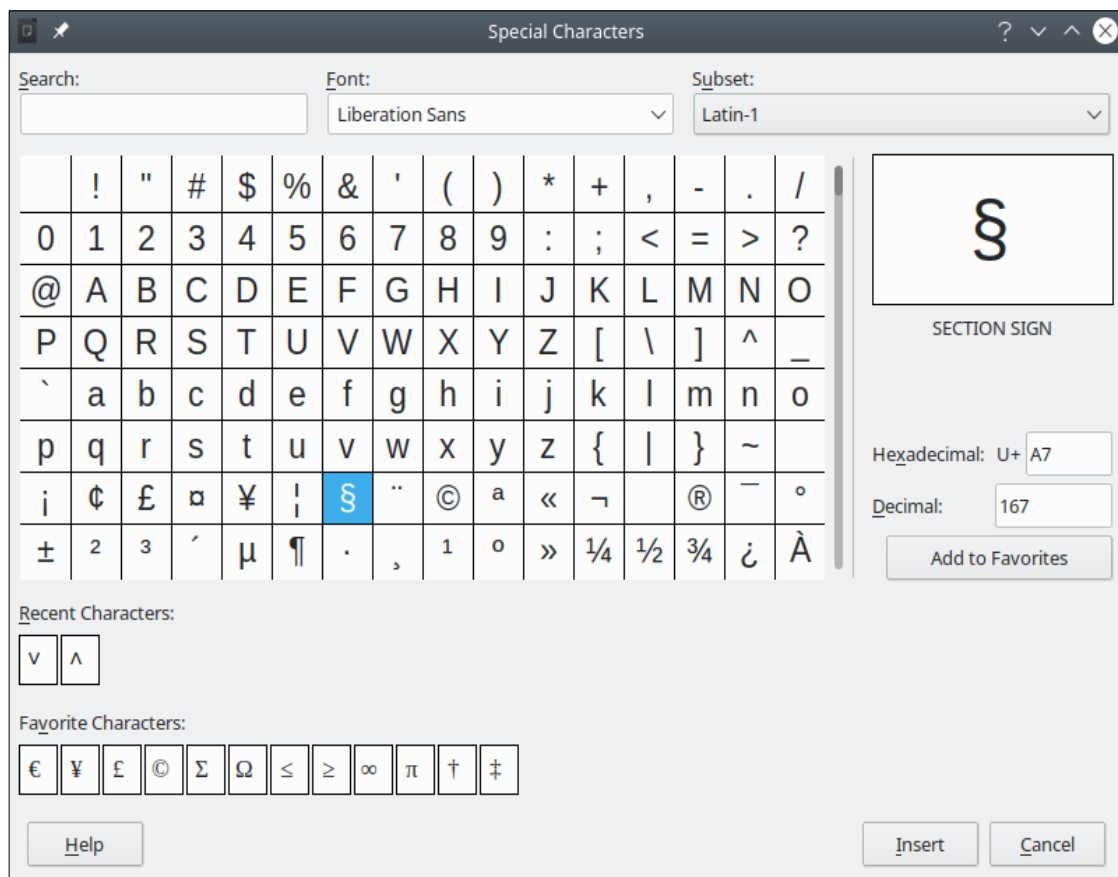 Special Characters
Search: Font: Subset:
Liberation Sans Latin-1
! " # $ % & ' ( ) * + , - . /
0 1 2 3 4 5 6 7 8 9 : ; < = > ?
@ A B C D E F G H I J K L M N O
P Q R S T U V W X Y Z [ \ ] ^ _
` a b c d e f g h i j k l m n o
p q r s t u v w x y z { | } ~
¡ ¢ £ ¤ ¥ ¦ § ¨ © ª « ¬ ® ¯ °
± ² ³ ´ µ ¶ · ¸ ¹ º » ¼ ½ ¾ ¿ À
§
SECTION SIGN
Hexadecimal: U+ A7
Decimal: 167
Add to Favorites
Recent Characters:
˅ ˄
Favorite Characters:
€ ¥ £ © Σ Ω ≤ ≥ ∞ π † ‡
Help Insert Cancel